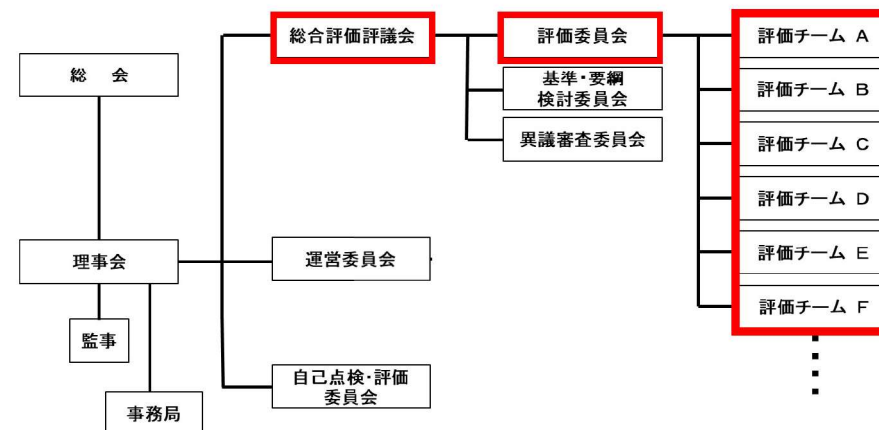 総合評価評議会
評価委員会
評価チーム A
総　会
基準・要綱
検討委員会
評価チーム B
異議審査委員会
評価チーム C
評価チーム D
理事会
運営委員会
評価チーム E
評価チーム F
監事
自己点検・評価
委員会
事務局